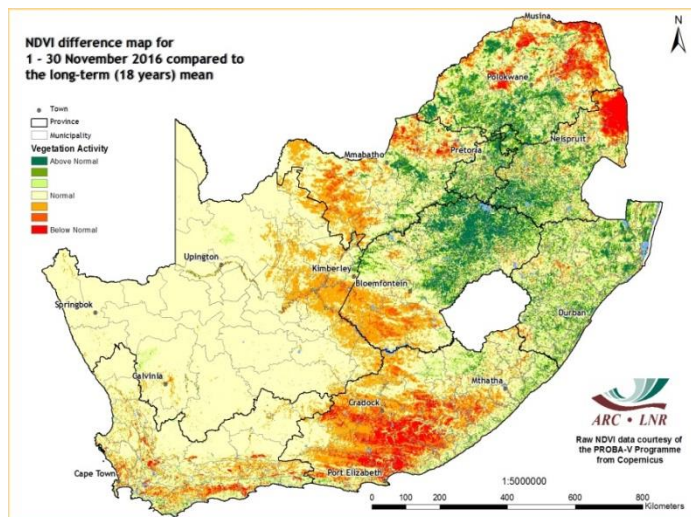 NDVI difference map for
1 - 30 November 2016 compared to
the long-term (18 years) mean
Town
Province
Municipality
Vegetation Activity
Above Normal
Normal
Below Normal
Musina
N
Polokwane
Mmabatho
Pretoria
Nelspruit
Upington
Kimberley
Bloemfontein
Springbok
Durban
Calvinia
Mthatha
Cradock
Cape Town
Port Elizabeth
ARC • LNR
Raw NDVI data courtesy of
the PROBA-V Programme
from Copernicus
1:5000000
0 200 400 600 800
Kilometers